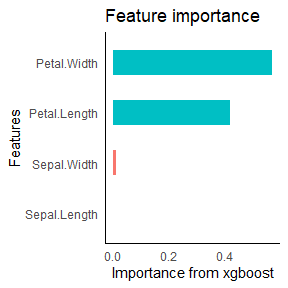 Feature importance
Features
Petal.Width
Petal.Length
Sepal.Width
Sepal.Length
0.0 0.2 0.4
Importance from xgboost